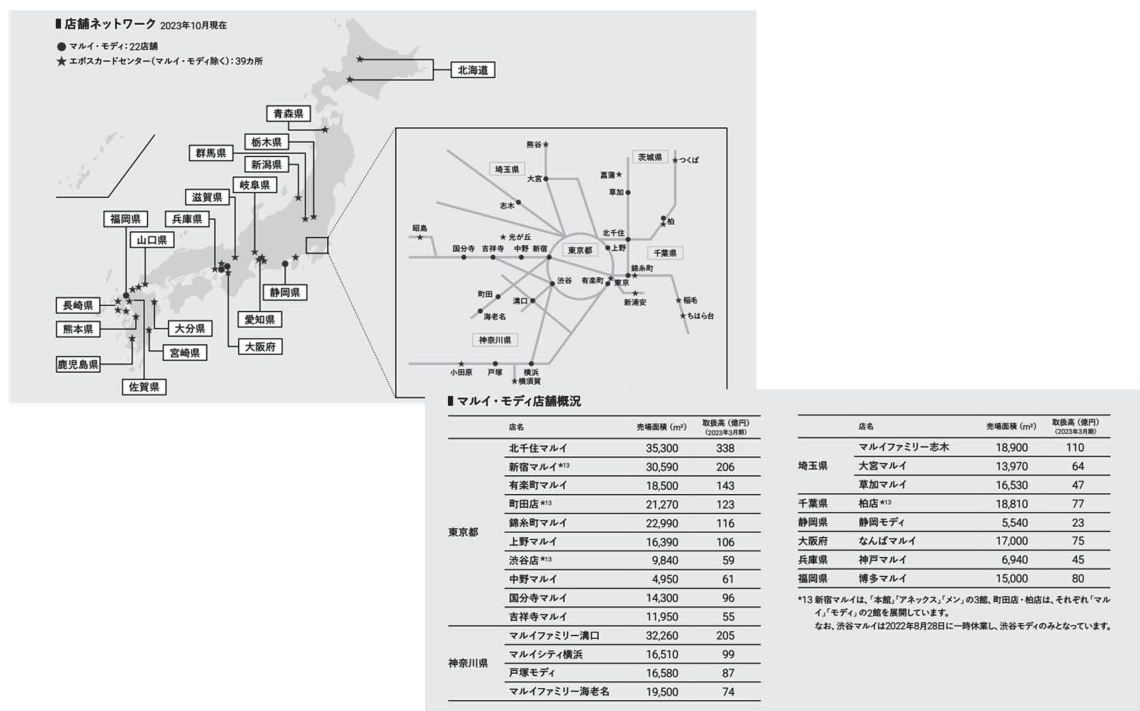 店舗ネットワーク 2023年10月現在
● マルイ・モディ：22店舗
★ エポスカードセンター（マルイ・モディ除く）：39カ所
北海道
青森県
栃木県
群馬県
新潟県
岐阜県
滋賀県
福岡県
兵庫県
山口県
静岡県
長崎県
愛知県
熊本県
大分県
大阪府
宮崎県
鹿児島県
佐賀県
熊谷
茨城県
つくば
埼玉県
大宮
菖蒲
草加
志木
柏
昭島
光が丘
北千住
国分寺 吉祥寺 中野 新宿
東京都
上野
千葉県
錦糸町
渋谷
有楽町
東京
新浦安
稲毛
町田
溝口
海老名
ちはら台
神奈川県
小田原 戸塚 横浜
横須賀
マルイ・モディ店舗概況
店名 売場面積（m²） 取扱高（億円）
（2023年3月期）
東京都
北千住マルイ 35,300 338
新宿マルイ*13 30,590 206
有楽町マルイ 18,500 143
町田店*13 21,270 123
錦糸町マルイ 22,990 116
上野マルイ 16,390 106
渋谷店*13 9,840 59
中野マルイ 4,950 61
国分寺マルイ 14,300 96
吉祥寺マルイ 11,950 55
神奈川県
マルイファミリー溝口 32,260 205
マルイシティ横浜 16,510 99
戸塚モディ 16,580 87
マルイファミリー海老名 19,500 74
店名 売場面積（m²） 取扱高（億円）
（2023年3月期）
埼玉県
マルイファミリー志木 18,900 110
大宮マルイ 13,970 64
草加マルイ 16,530 47
千葉県 柏店*13 18,810 77
静岡県 静岡モディ 5,540 23
大阪府 なんばマルイ 17,000 75
兵庫県 神戸マルイ 6,940 45
福岡県 博多マルイ 15,000 80
*13 新宿マルイは、「本館」「アネックス」「メン」の3館、町田店・柏店は、それぞれ「マル
イ」「モディ」の2館を展開しています。
なお、渋谷マルイは2022年8月28日に一時休業し、渋谷モディのみとなっています。